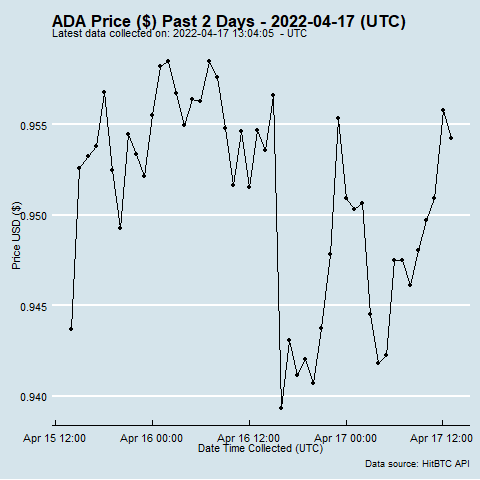 ADA Price ($) Past 2 Days - 2022-04-17 (UTC)
Latest data collected on: 2022-04-17 13:04:05 - UTC
0.955
0.950
0.945
0.940
Price USD ($)
Apr 15 12:00 Apr 16 00:00 Apr 16 12:00 Apr 17 00:00 Apr 17 12:00
Date Time Collected (UTC)
Data source: HitBTC API